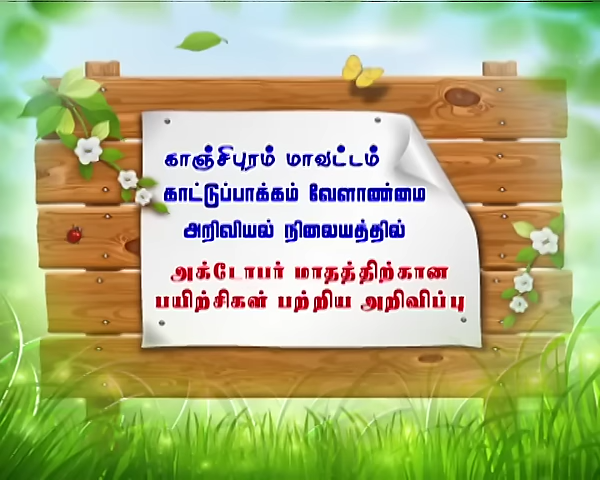 காஞ்சிபுரம் மாவட்டம்
காட்டுப்பாக்கம் வேளாண்மை
அறிவியல் நிலையத்தில்
அக்டோபர் மாதத்திற்கான
பயிற்சிகள் பற்றிய அறிவிப்பு